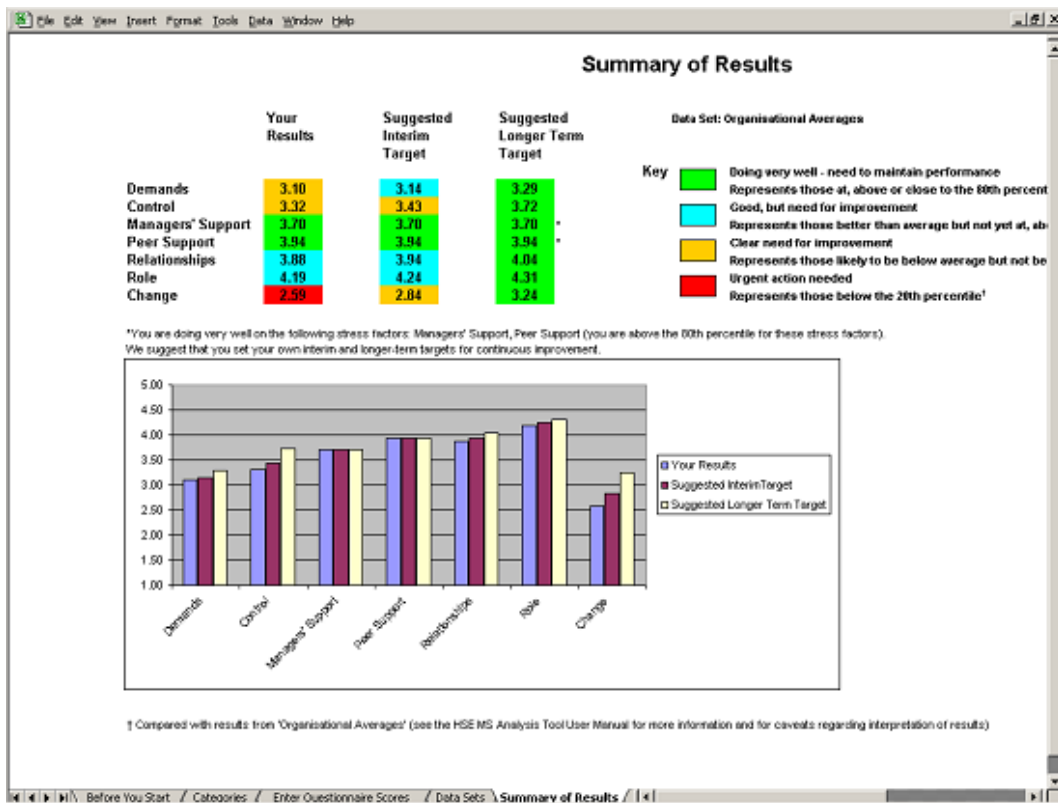 File Edit View Insert Format Tools Data Window Help
Summary of Results
Your Results
Suggested Interim Target
Suggested Longer Term Target
Data Set: Organisational Averages
Demands 3.10 3.14 3.29
Control 3.32 3.43 3.72
Managers' Support 3.70 3.70 3.70 *
Peer Support 3.94 3.94 3.94 *
Relationships 3.88 3.94 4.04
Role 4.19 4.24 4.31
Change 2.59 2.84 3.24
Key
Doing very well - need to maintain performance
Represents those at, above or close to the 80th percent
Good, but need for improvement
Represents those better than average but not yet at, ab
Clear need for improvement
Represents those likely to be below average but not be
Urgent action needed
Represents those below the 20th percentile†
*You are doing very well on the following stress factors: Managers' Support, Peer Support (you are above the 80th percentile for these stress factors).
We suggest that you set your own interim and longer-term targets for continuous improvement.
5.00
4.50
4.00
3.50
3.00
2.50
2.00
1.50
1.00
Demands
Control
Managers' Support
Peer Support
Relationships
Role
Change
Your Results
Suggested InterimTarget
Suggested Longer Term Target
† Compared with results from 'Organisational Averages' (see the HSE MS Analysis Tool User Manual for more information and for caveats regarding interpretation of results)
Before You Start / Categories / Enter Questionnaire Scores / Data Sets \ Summary of Results /